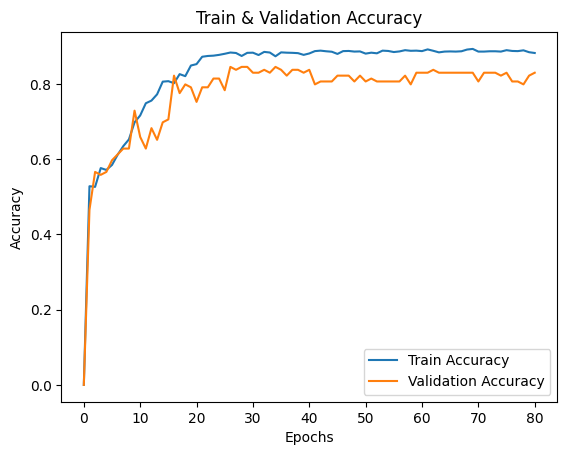 Train & Validation Accuracy
Accuracy
0.8
0.6
0.4
0.2
0.0
Train Accuracy
Validation Accuracy
0 10 20 30 40 50 60 70 80
Epochs